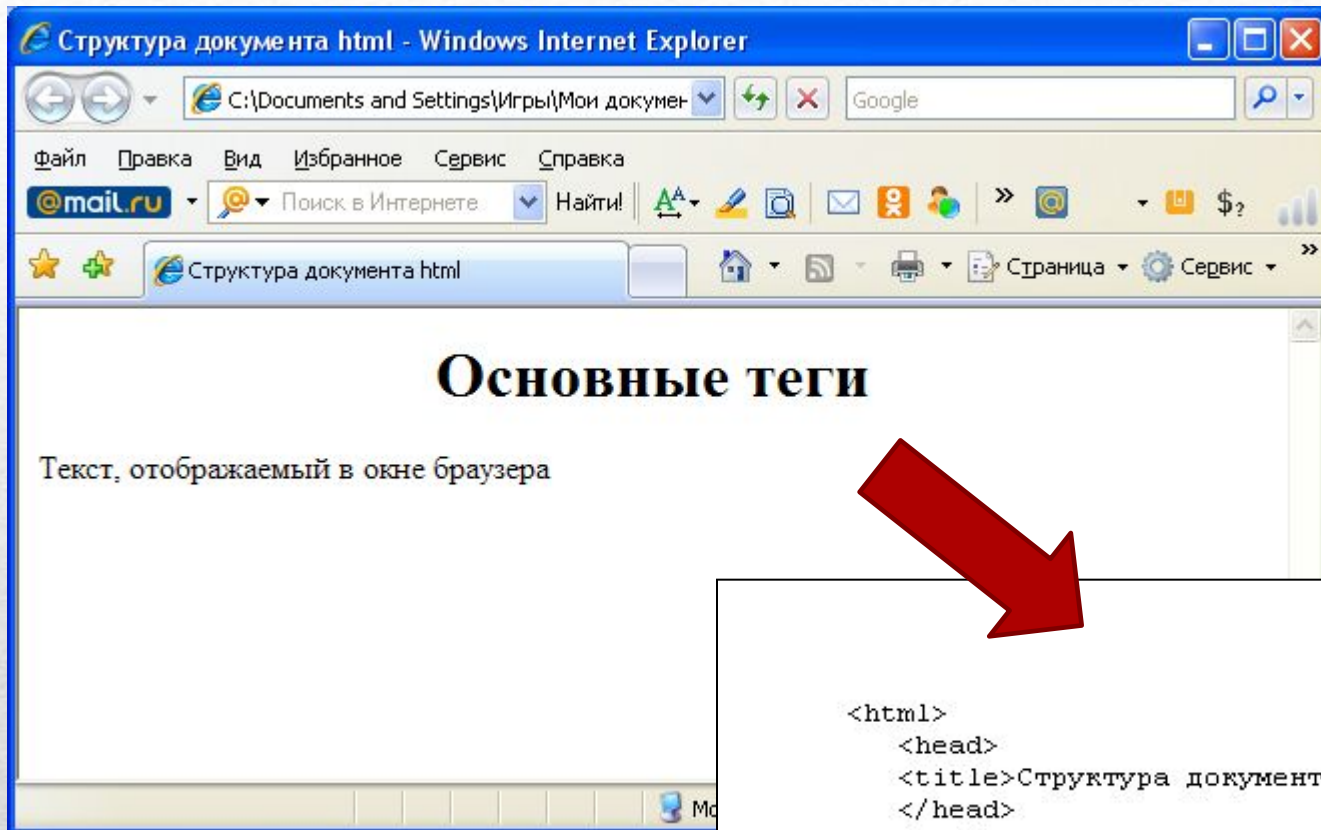 Структура документа html - Windows Internet Explorer
C:\Documents and Settings\Игры\Мои докумен
Google
Файл Правка Вид Избранное Сервис Справка
@mail.ru Поиск в Интернете Найти! » $?
Структура документа html Страница Сервис »
Основные теги
Текст, отображаемый в окне браузера
<html>
<head>
<title>Структура документ
</head>